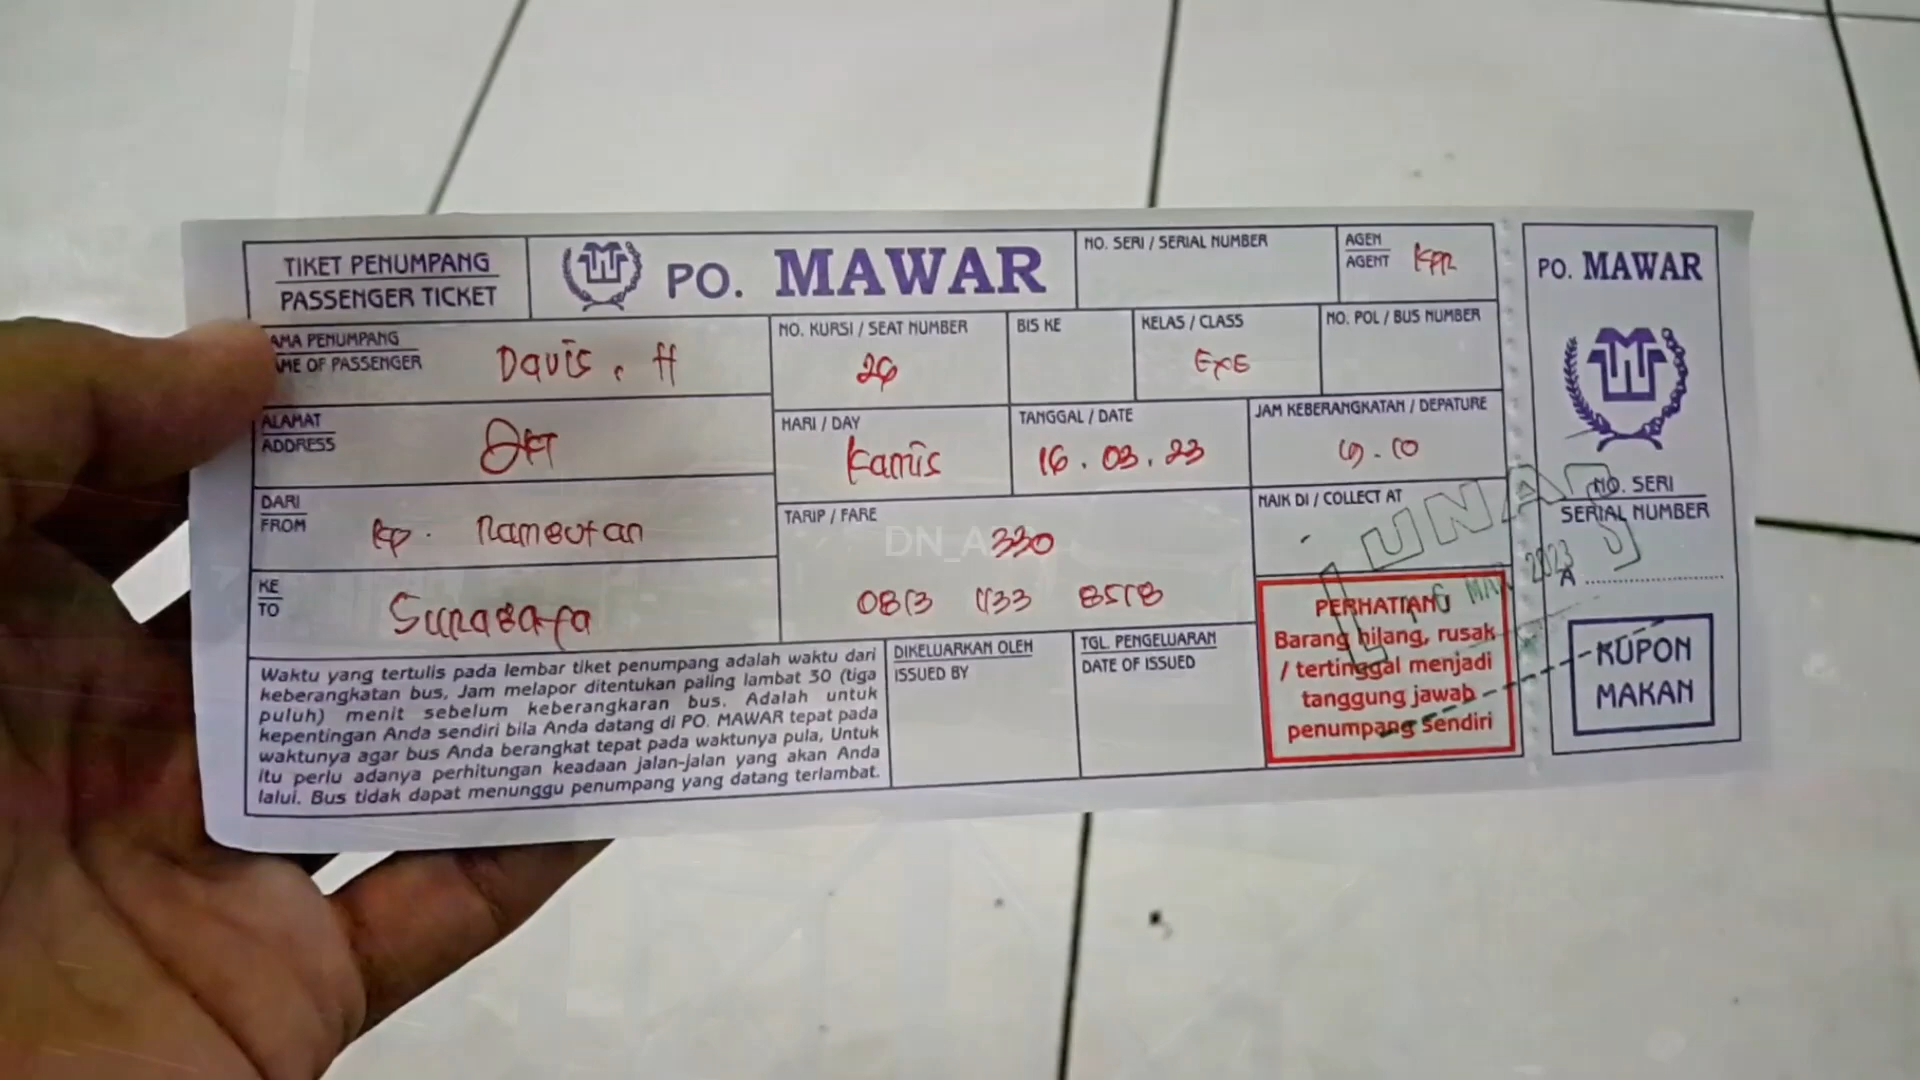 TIKET PENUMPANG
PASSENGER TICKET
PO. MAWAR
NO. SERI / SERIAL NUMBER
AGEN
AGENT
KPR
AMA PENUMPANG
ME OF PASSENGER
Davis. ff
NO. KURSI / SEAT NUMBER
BIS KE
KELAS / CLASS
EXE
NO. POL / BUS NUMBER
ALAMAT
ADDRESS
JKT
HARI / DAY
Kamis
TANGGAL / DATE
16.03.23
JAM KEBERANGKATAN / DEPATURE
DARI
FROM
Kp. Rambutan
TARIP / FARE
330
NAIK DI / COLLECT AT
KE
TO
Surabaya
LUNAS
16 MAR 2023
Waktu yang tertulis pada lembar tiket penumpang adalah waktu dari
keberangkatan bus, Jam melapor ditentukan paling lambat 30 (tiga
puluh) menit sebelum keberangkaran bus. Adalah untuk
kepentingan Anda sendiri bila Anda datang di PO. MAWAR tepat pada
waktunya agar bus Anda berangkat tepat pada waktunya pula, Untuk
itu perlu adanya perhitungan keadaan jalan-jalan yang akan Anda
lalui. Bus tidak dapat menunggu penumpang yang datang terlambat.
DIKELUARKAN OLEH
ISSUED BY
TGL. PENGELUARAN
DATE OF ISSUED
PERHATIAN
Barang hilang, rusak
/ tertinggal menjadi
tanggung jawab
penumpang sendiri
PO. MAWAR
NO. SERI
SERIAL NUMBER
A
KUPON
MAKAN